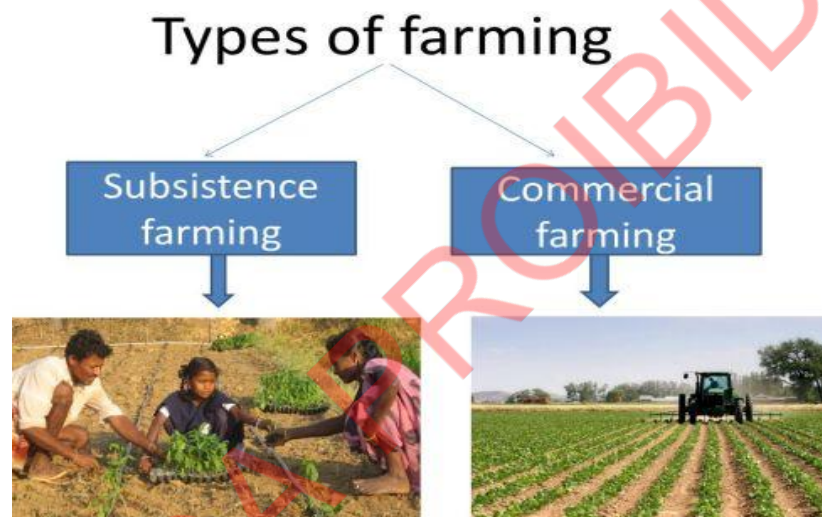 Types of farming
Subsistence
farming
Commercial
farming